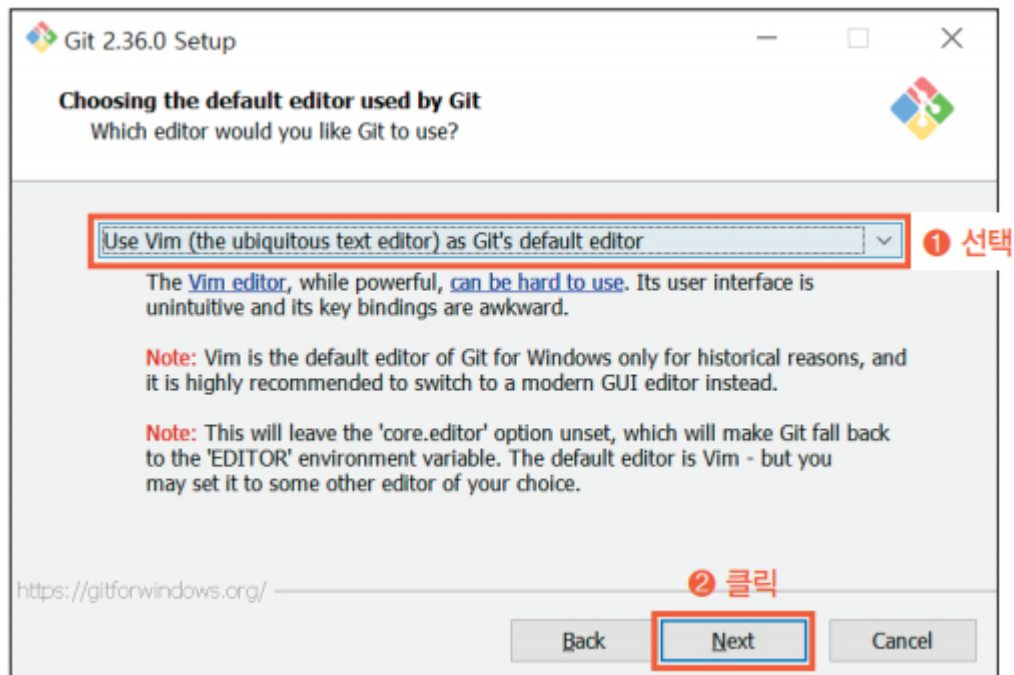 Git 2.36.0 Setup
Choosing the default editor used by Git
Which editor would you like Git to use?
Use Vim (the ubiquitous text editor) as Git's default editor
❶ 선택
The Vim editor, while powerful, can be hard to use. Its user interface is
unintuitive and its key bindings are awkward.
Note: Vim is the default editor of Git for Windows only for historical reasons, and
it is highly recommended to switch to a modern GUI editor instead.
Note: This will leave the 'core.editor' option unset, which will make Git fall back
to the 'EDITOR' environment variable. The default editor is Vim - but you
may set it to some other editor of your choice.
https://gitforwindows.org/
❷ 클릭
Back
Next
Cancel